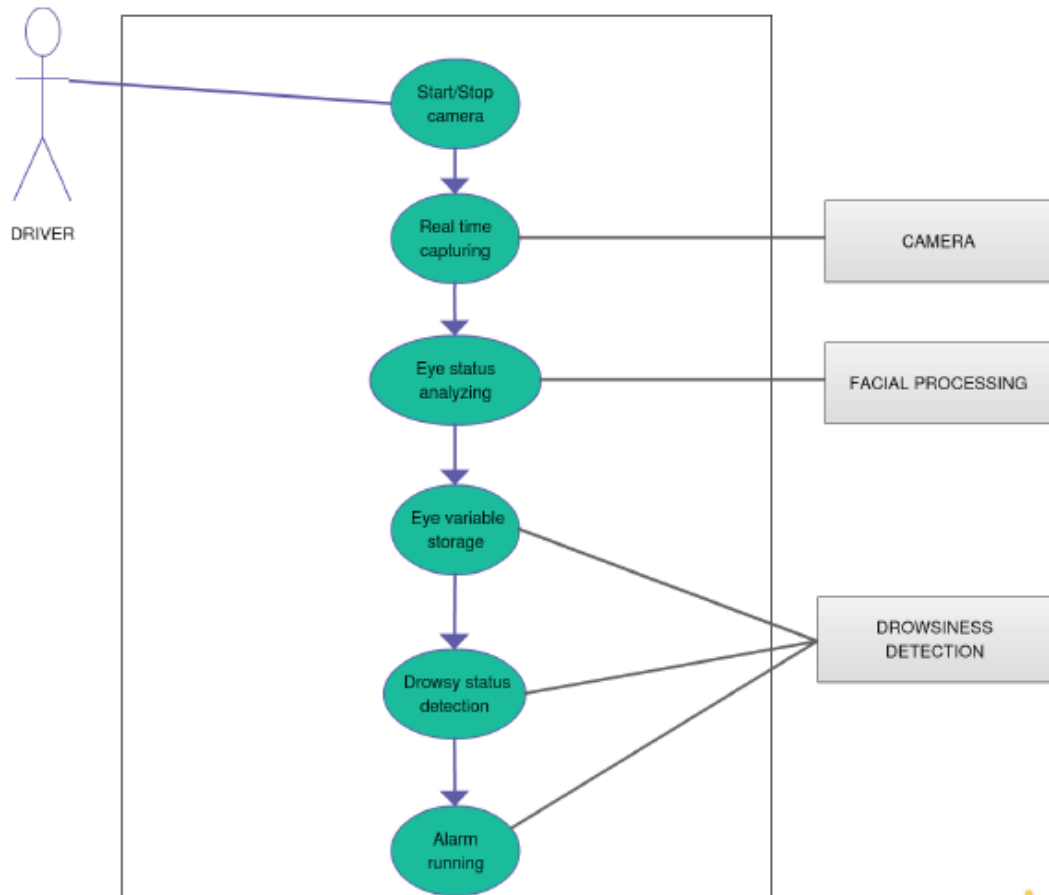 Start/Stop
camera
DRIVER
Real time
capturing
CAMERA
Eye status
analyzing
FACIAL PROCESSING
Eye variable
storage
DROWSINESS
DETECTION
Drowsy status
detection
Alarm
running